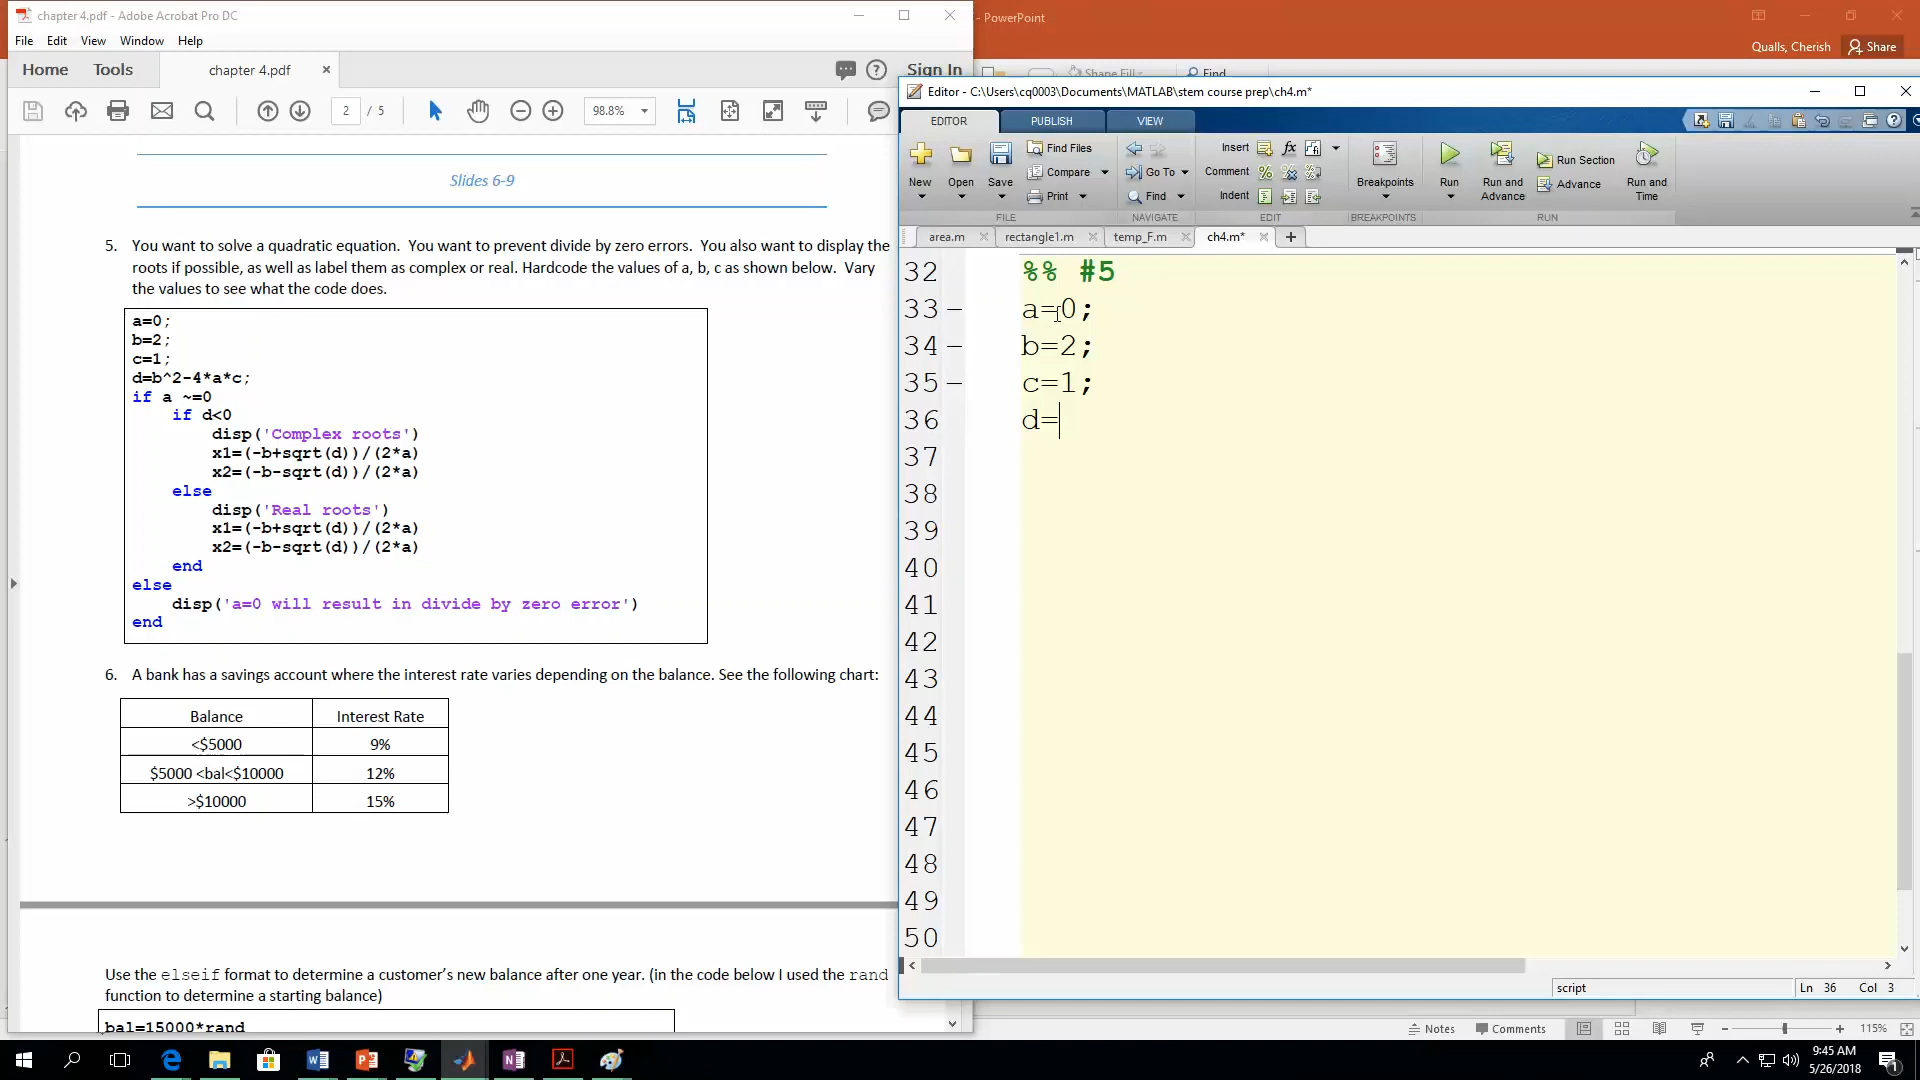 chapter 4.pdf - Adobe Acrobat Pro DC
File Edit View Window Help
Home Tools
chapter 4.pdf
Sign In
2 / 5
98.8%
Slides 6-9
5. You want to solve a quadratic equation. You want to prevent divide by zero errors. You also want to display the
roots if possible, as well as label them as complex or real. Hardcode the values of a, b, c as shown below. Vary
the values to see what the code does.
a=0;
b=2;
c=1;
d=b^2-4*a*c;
if a ~=0
if d<0
disp('Complex roots')
x1=(-b+sqrt(d))/(2*a)
x2=(-b-sqrt(d))/(2*a)
else
disp('Real roots')
x1=(-b+sqrt(d))/(2*a)
x2=(-b-sqrt(d))/(2*a)
end
else
disp('a=0 will result in divide by zero error')
end
6. A bank has a savings account where the interest rate varies depending on the balance. See the following chart:
Balance Interest Rate
<$5000 9%
$5000 <bal<$10000 12%
>$10000 15%
Use the elseif format to determine a customer's new balance after one year. (in the code below I used the rand
function to determine a starting balance)
bal=15000*rand
- PowerPoint
Qualls, Cherish Share
Shape Fill Find
Editor - C:\Users\cq0003\Documents\MATLAB\stem course prep\ch4.m*
EDITOR PUBLISH VIEW
New Open Save
Find Files
Compare
Print
Go To
Find
Insert fx
Comment
Indent
Breakpoints
Run
Run and Advance
Run Section
Advance
Run and Time
FILE NAVIGATE EDIT BREAKPOINTS RUN
area.m rectangle1.m temp_F.m ch4.m*
32 %% #5
33 – a=0;
34 – b=2;
35 – c=1;
36 d=
37
38
39
40
41
42
43
44
45
46
47
48
49
50
script Ln 36 Col 3
Notes Comments 115%
9:45 AM
5/26/2018
1